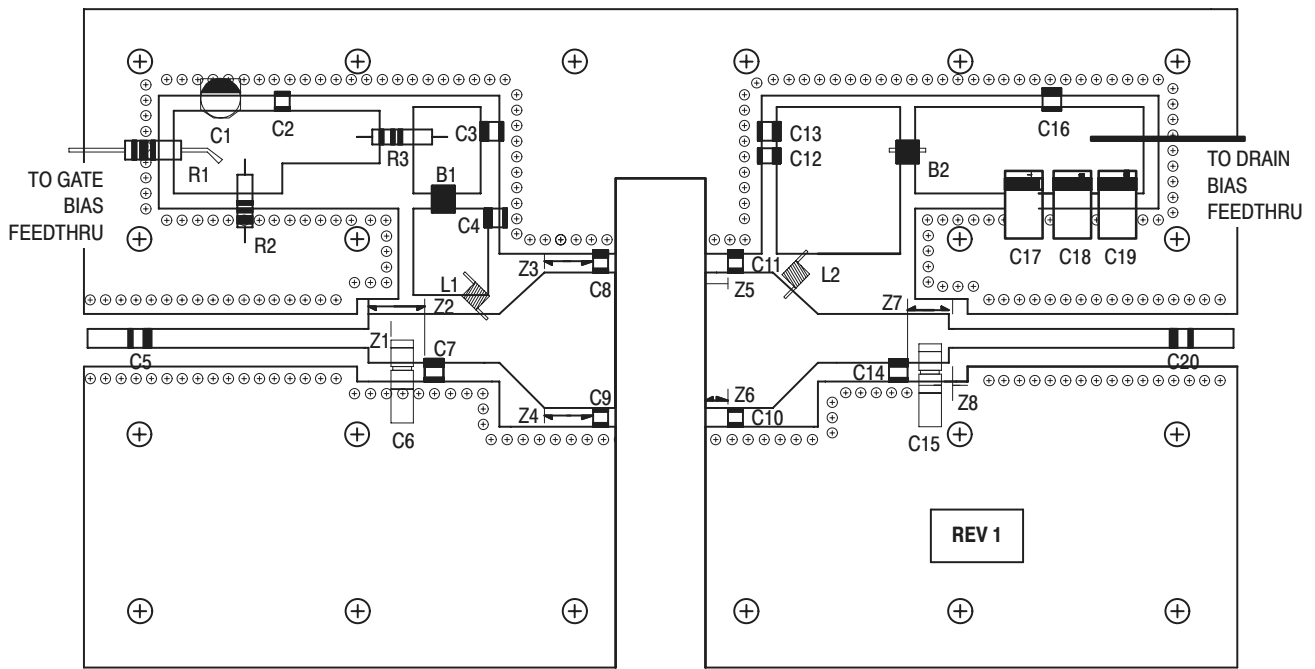 C1
C2
C3
R3
R1
TO GATE
BIAS
FEEDTHRU
R2
B1
C4
L1
Z3
C8
Z2
Z1
C5
C7
C9
Z4
C6
C13
C12
B2
C16
TO DRAIN
BIAS
FEEDTHRU
C17
C18
C19
C11
L2
Z5
Z7
C14
C20
Z6
Z8
C10
C15
REV 1